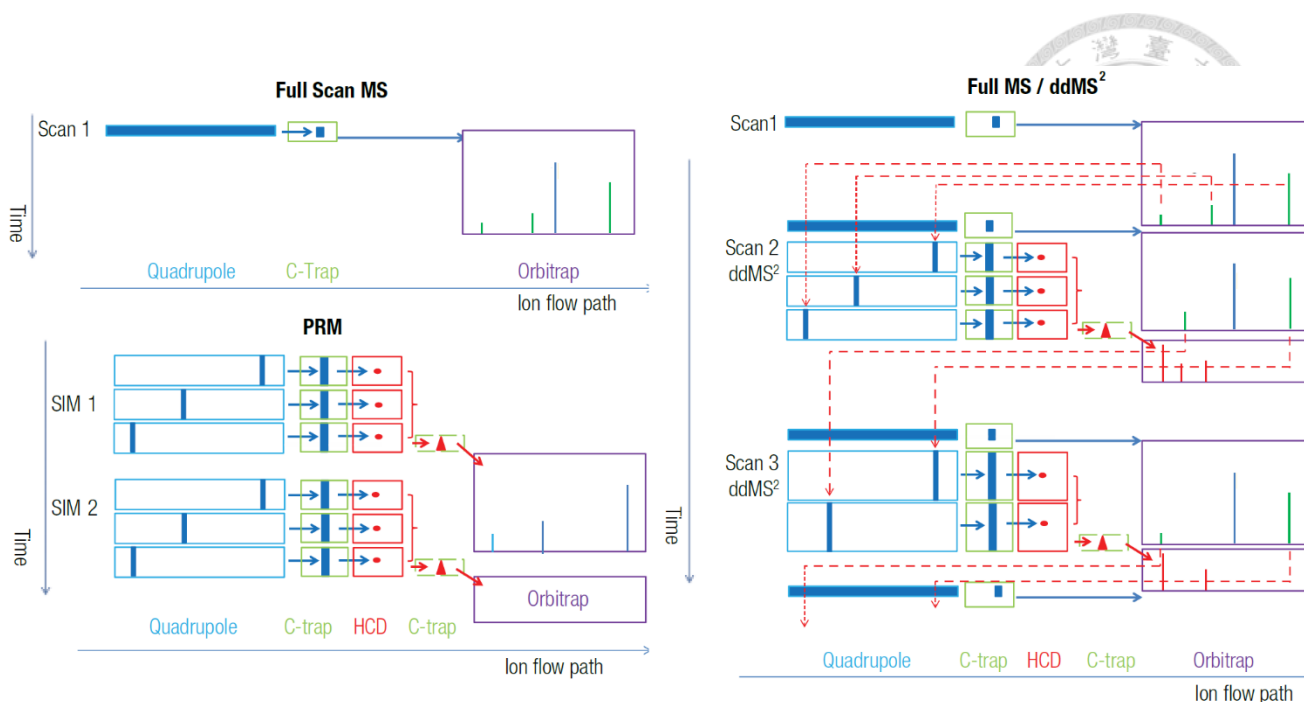 Full Scan MS
Scan 1
Time
Quadrupole C-Trap Orbitrap
Ion flow path
PRM
SIM 1
SIM 2
Time
Orbitrap
Quadrupole C-trap HCD C-trap
Ion flow path
灣臺
Full MS / ddMS²
Scan1
Scan 2
ddMS²
Time
Scan 3
ddMS²
Quadrupole C-trap HCD C-trap Orbitrap
Ion flow path